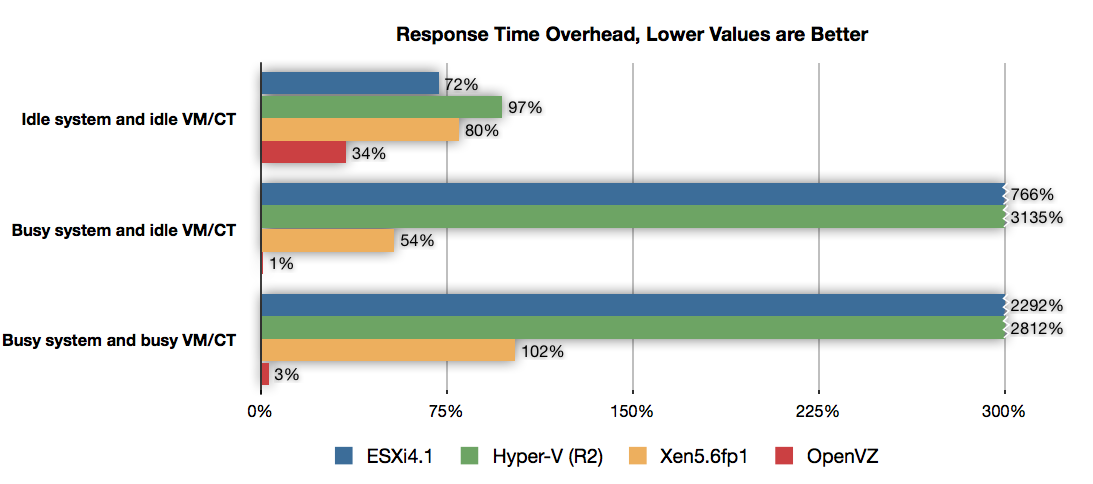 Response Time Overhead, Lower Values are Better
Idle system and idle VM/CT
72%
97%
80%
34%
Busy system and idle VM/CT
766%
3135%
54%
1%
Busy system and busy VM/CT
2292%
2812%
102%
3%
0% 75% 150% 225% 300%
ESXi4.1 Hyper-V (R2) Xen5.6fp1 OpenVZ